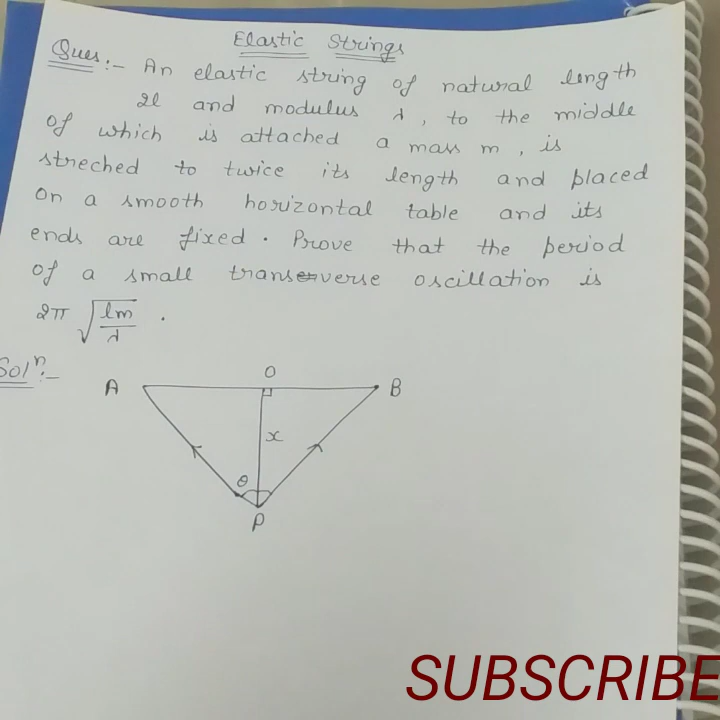 Elastic Strings
Ques:- An elastic string of natural length
2l and modulus λ, to the middle
of which is attached a mass m, is
streched to twice its length and placed
on a smooth horizontal table and its
ends are fixed. Prove that the period
of a small transverse oscillation is
2π √(lm/λ).
Solⁿ:-
A O B
x
θ
P
SUBSCRIBE